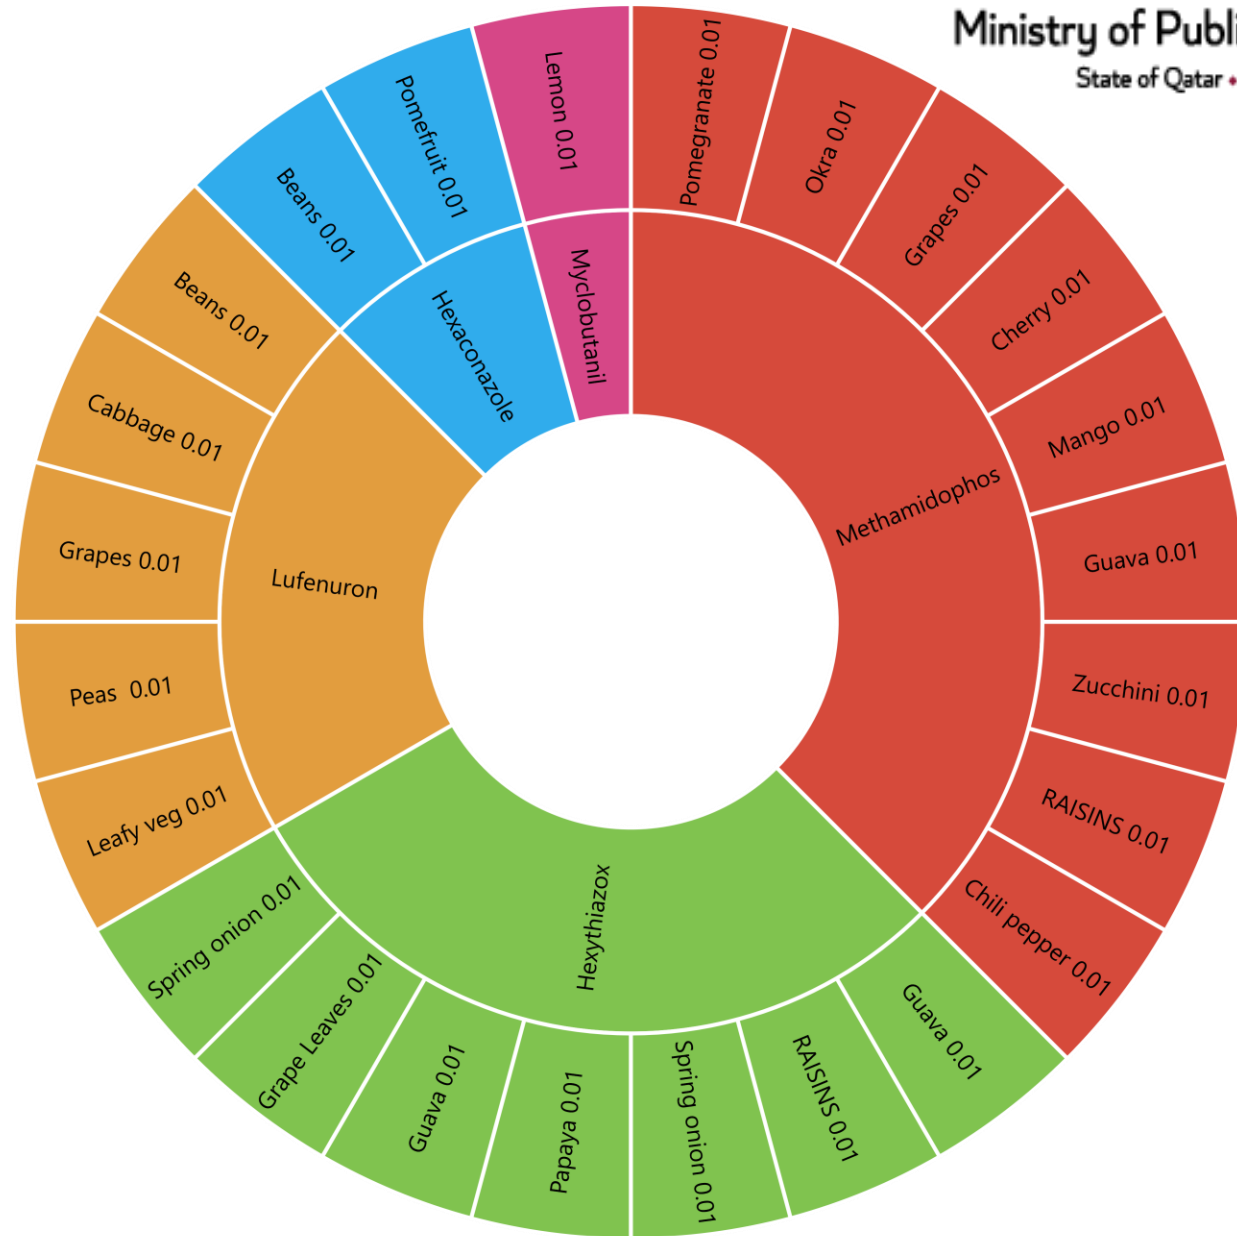 Ministry of Publi
State of Qatar •
Pomegranate 0.01
Okra 0.01
Grapes 0.01
Cherry 0.01
Mango 0.01
Guava 0.01
Zucchini 0.01
RAISINS 0.01
Chili pepper 0.01
Methamidophos
Guava 0.01
RAISINS 0.01
Spring onion 0.01
Papaya 0.01
Guava 0.01
Grape Leaves 0.01
Spring onion 0.01
Hexythiazox
Leafy veg 0.01
Peas  0.01
Grapes 0.01
Cabbage 0.01
Beans 0.01
Lufenuron
Beans 0.01
Pomefruit 0.01
Hexaconazole
Lemon 0.01
Myclobutanil